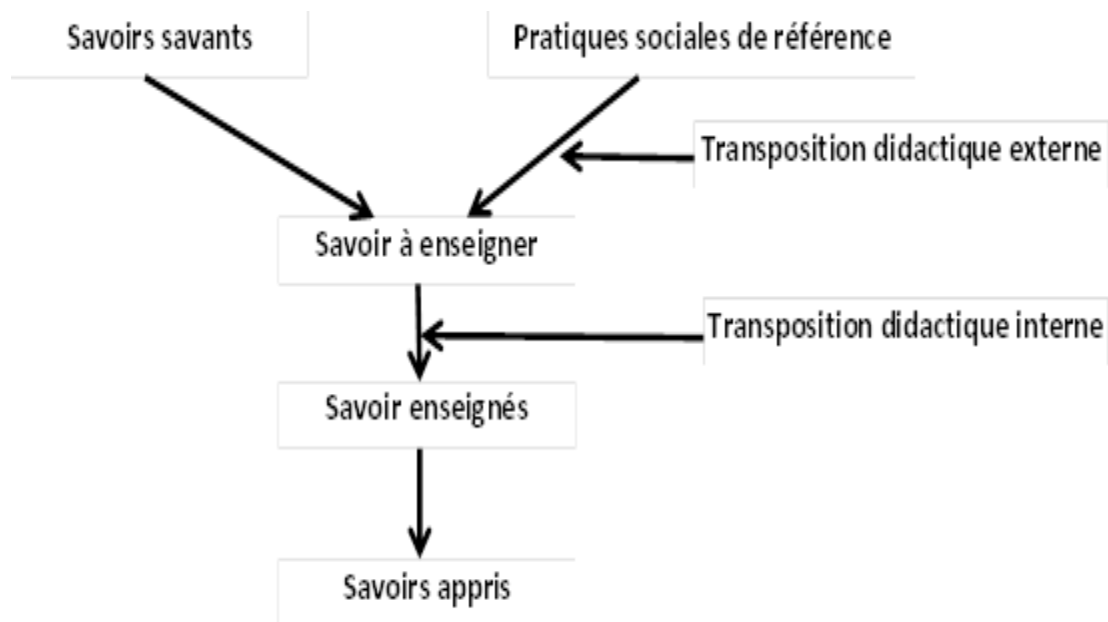 Savoirs savants
Pratiques sociales de référence
Transposition didactique externe
Savoir à enseigner
Transposition didactique interne
Savoir enseignés
Savoirs appris